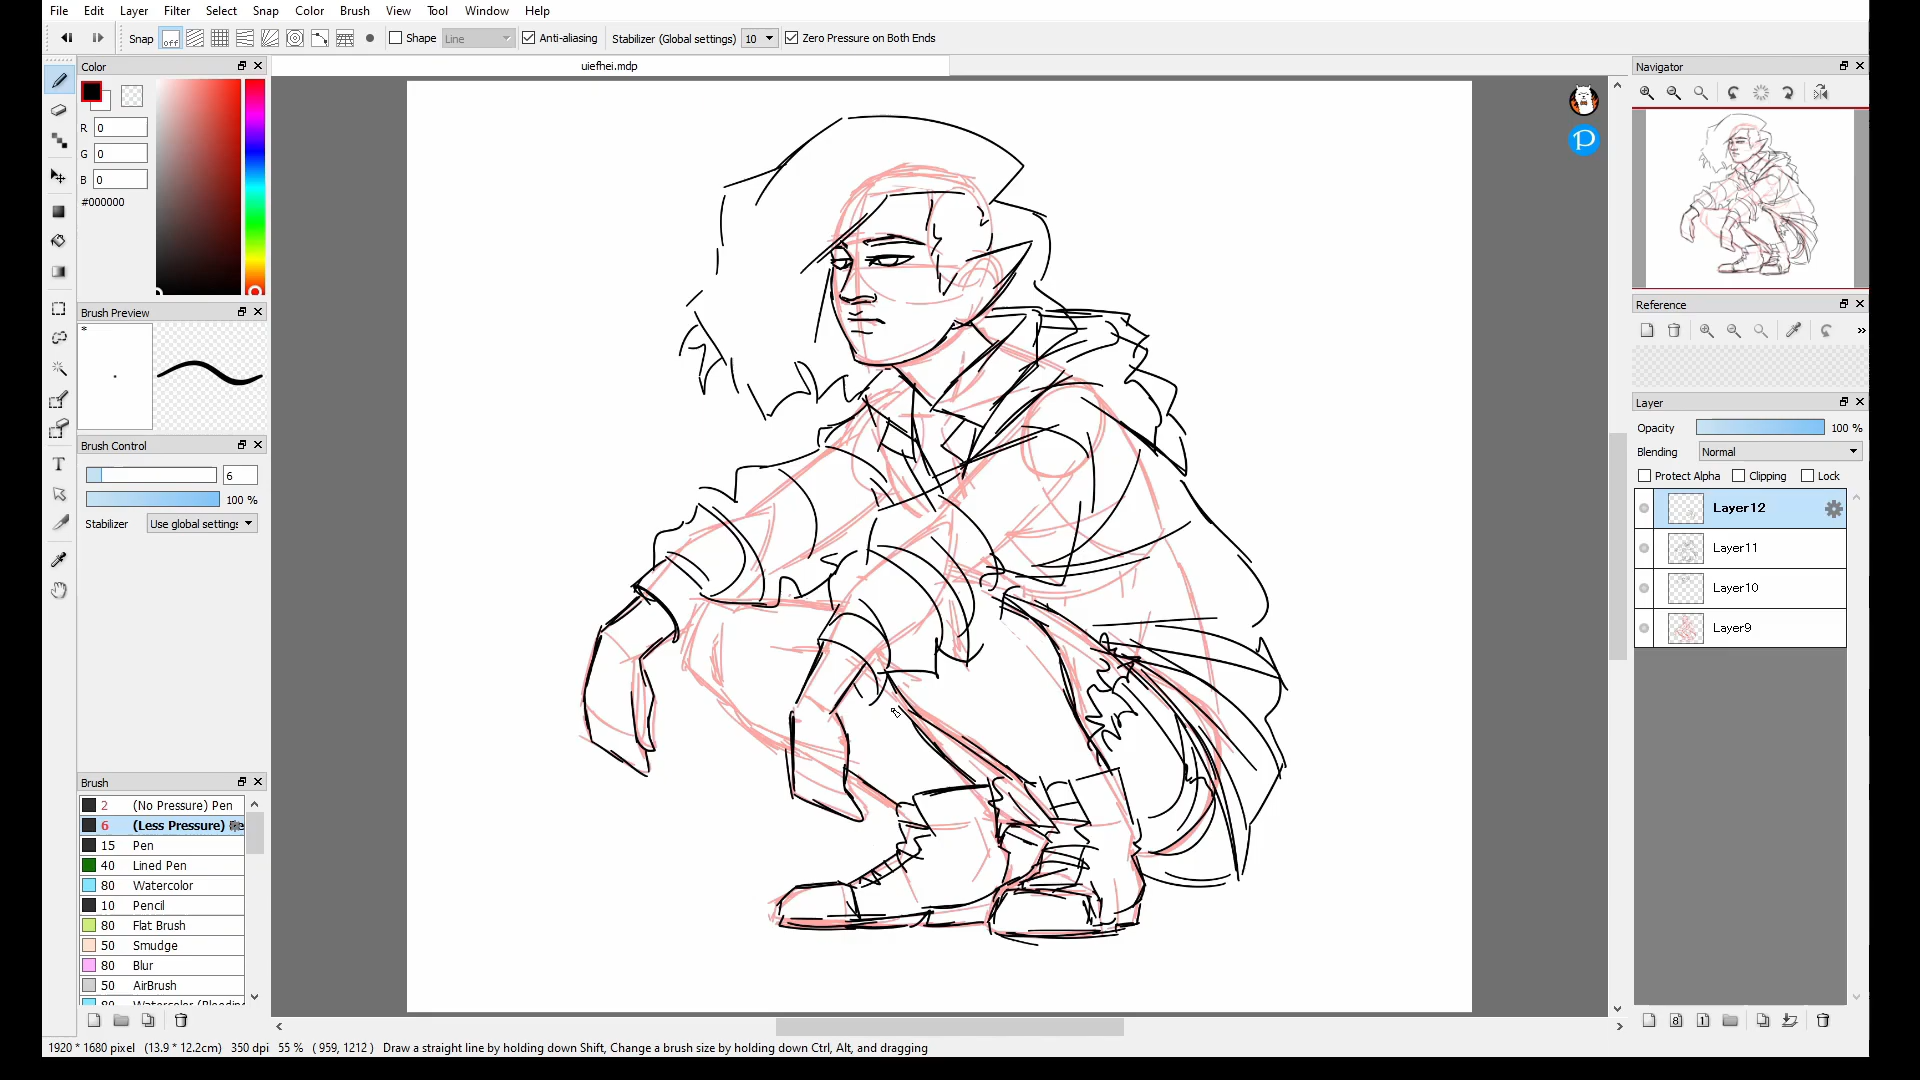 File Edit Layer Filter Select Snap Color Brush View Tool Window Help
Snap off Shape Line Anti-aliasing Stabilizer (Global settings) 10 Zero Pressure on Both Ends
Color
uiefhei.mdp
Navigator
R 0
G 0
B 0
#000000
Brush Preview
*
Brush Control
6
100 %
Stabilizer Use global settings
Brush
2 (No Pressure) Pen
6 (Less Pressure)
15 Pen
40 Lined Pen
80 Watercolor
10 Pencil
80 Flat Brush
50 Smudge
80 Blur
50 AirBrush
80 Watercolor (Bleeding
P
Reference
»
Layer
Opacity 100 %
Blending Normal
Protect Alpha Clipping Lock
Layer12
Layer11
Layer10
Layer9
8 1
T
1920 * 1680 pixel (13.9 * 12.2cm) 350 dpi 55 % ( 959, 1212 ) Draw a straight line by holding down Shift, Change a brush size by holding down Ctrl, Alt, and dragging